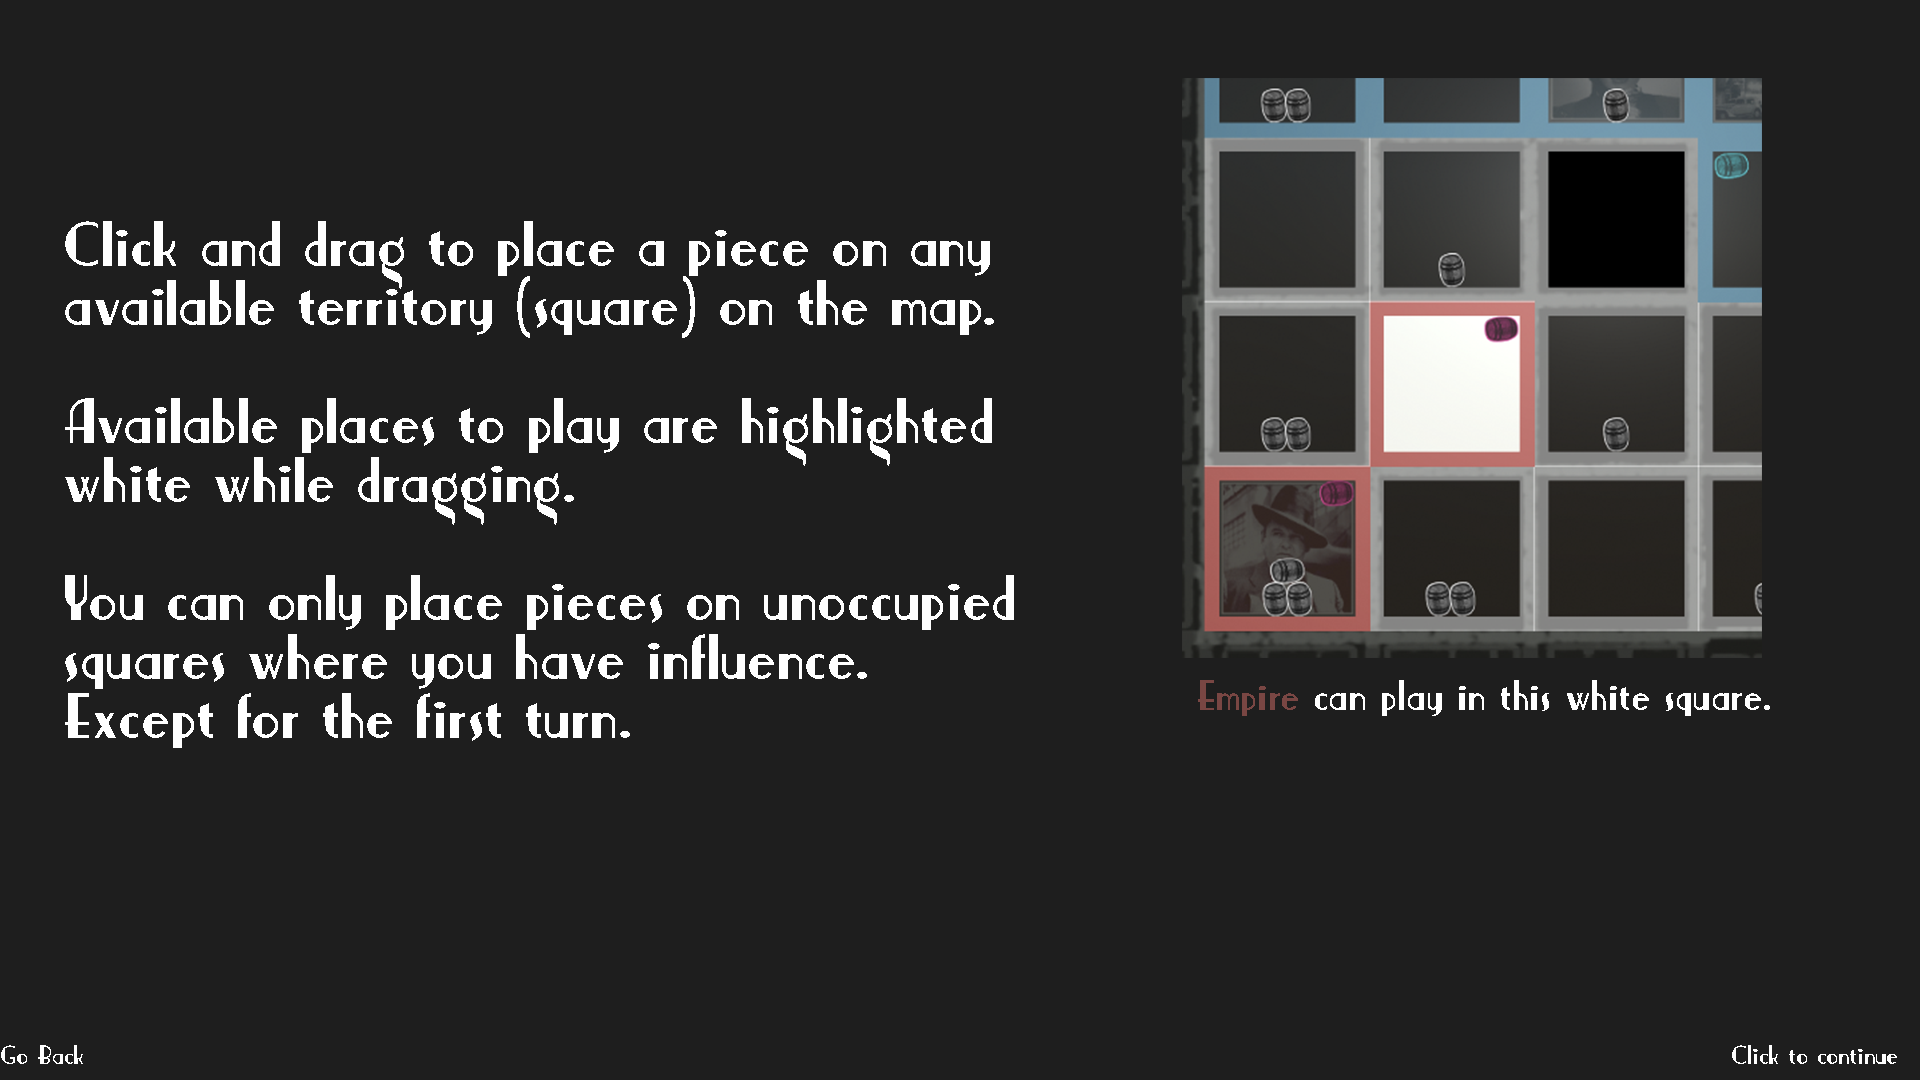 Click and drag to place a piece on any
available territory (square) on the map.
Available places to play are highlighted
white while dragging.
You can only place pieces on unoccupied
squares where you have influence.
Except for the first turn.
Empire can play in this white square.
Go Back
Click to continue